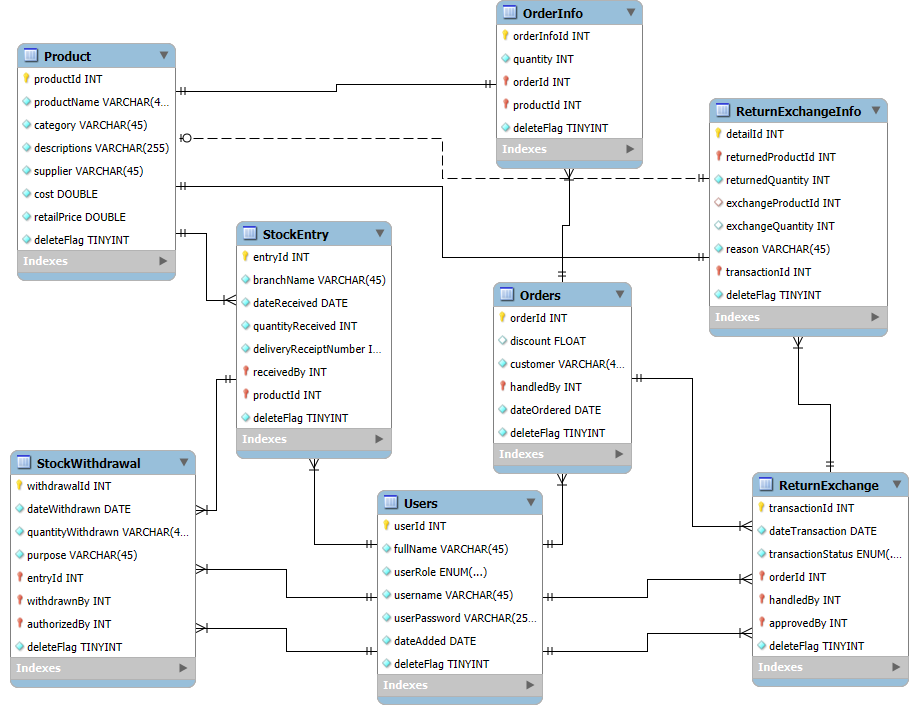 Product
productId INT
productName VARCHAR(4...
category VARCHAR(45)
descriptions VARCHAR(255)
supplier VARCHAR(45)
cost DOUBLE
retailPrice DOUBLE
deleteFlag TINYINT
Indexes
OrderInfo
orderInfoId INT
quantity INT
orderId INT
productId INT
deleteFlag TINYINT
Indexes
ReturnExchangeInfo
detailId INT
returnedProductId INT
returnedQuantity INT
exchangeProductId INT
exchangeQuantity INT
reason VARCHAR(45)
transactionId INT
deleteFlag TINYINT
Indexes
StockEntry
entryId INT
branchName VARCHAR(45)
dateReceived DATE
quantityReceived INT
deliveryReceiptNumber I...
receivedBy INT
productId INT
deleteFlag TINYINT
Indexes
Orders
orderId INT
discount FLOAT
customer VARCHAR(4...
handledBy INT
dateOrdered DATE
deleteFlag TINYINT
Indexes
StockWithdrawal
withdrawalId INT
dateWithdrawn DATE
quantityWithdrawn VARCHAR(4...
purpose VARCHAR(45)
entryId INT
withdrawnBy INT
authorizedBy INT
deleteFlag TINYINT
Indexes
Users
userId INT
fullName VARCHAR(45)
userRole ENUM(...)
username VARCHAR(45)
userPassword VARCHAR(25...
dateAdded DATE
deleteFlag TINYINT
Indexes
ReturnExchange
transactionId INT
dateTransaction DATE
transactionStatus ENUM(...
orderId INT
handledBy INT
approvedBy INT
deleteFlag TINYINT
Indexes